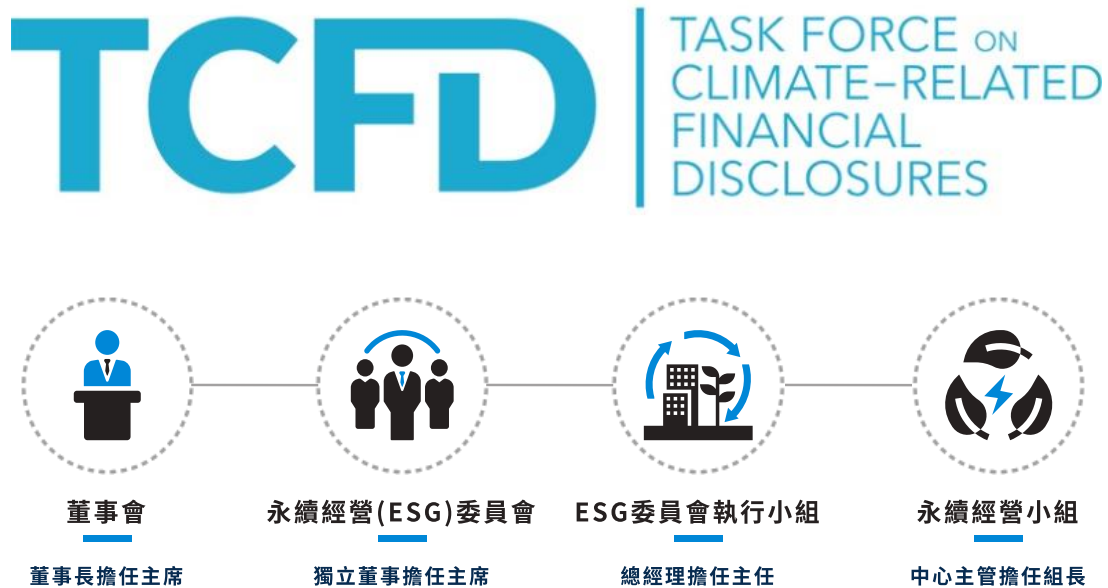 TCFD
TASK FORCE ON
CLIMATE-RELATED
FINANCIAL
DISCLOSURES
董事會
永續經營(ESG)委員會
ESG委員會執行小組
永續經營小組
董事長擔任主席
獨立董事擔任主席
總經理擔任主任
中心主管擔任組長